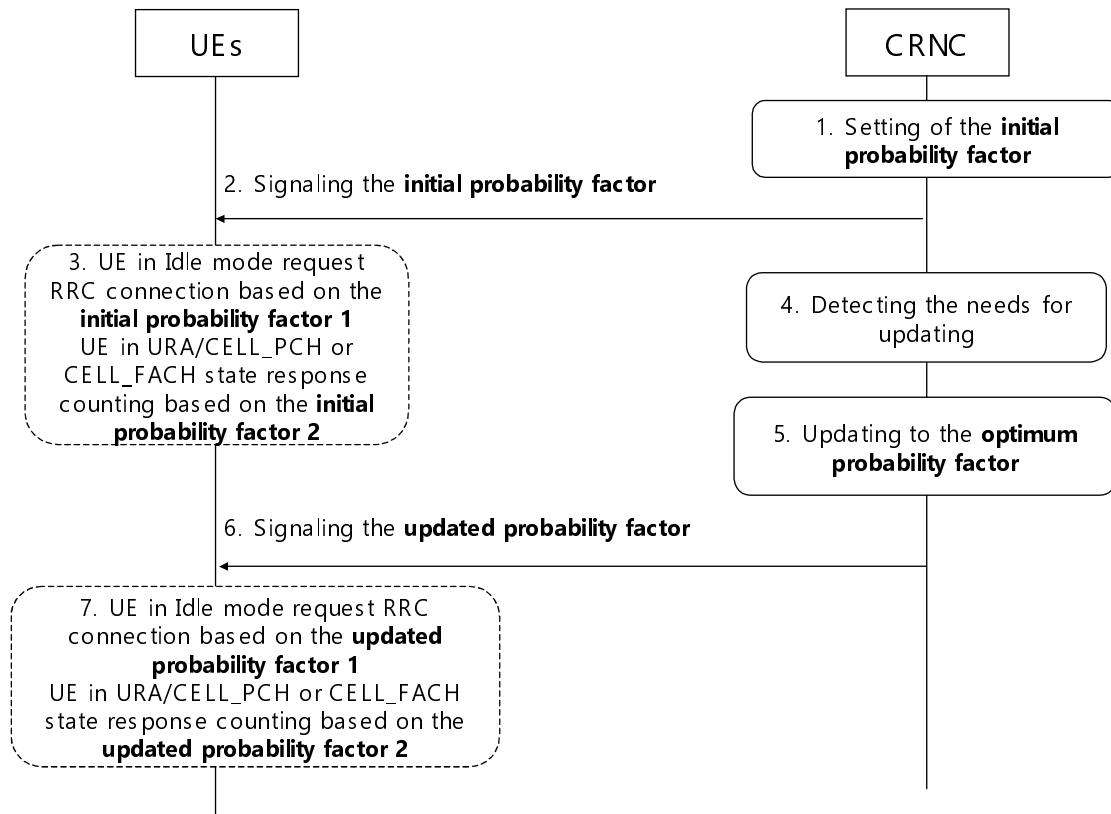 UEs
CRNC
1. Setting of the initial
probability factor
2. Signaling the initial probability factor
3. UE in Idle mode request
RRC connection based on the
initial probability factor 1
UE in URA/CELL_PCH or
CELL_FACH state response
counting based on the initial
probability factor 2
4. Detecting the needs for
updating
5. Updating to the optimum
probability factor
6. Signaling the updated probability factor
7. UE in Idle mode request RRC
connection based on the updated
probability factor 1
UE in URA/CELL_PCH or CELL_FACH
state response counting based on the
updated probability factor 2